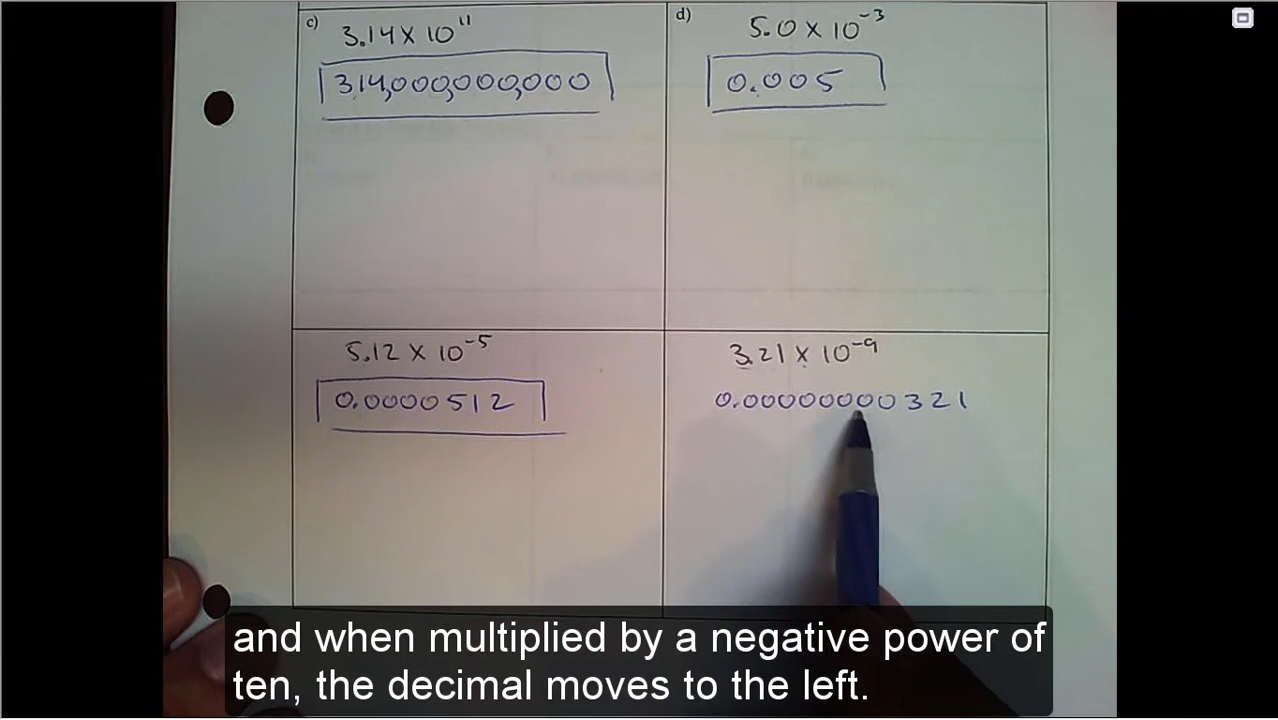 c) 3.14 × 10¹¹
314,000,000,000
d) 5.0 × 10⁻³
0.005
5.12 × 10⁻⁵
0.0000512
3.21 × 10⁻⁹
0.00000000321
and when multiplied by a negative power of
ten, the decimal moves to the left.